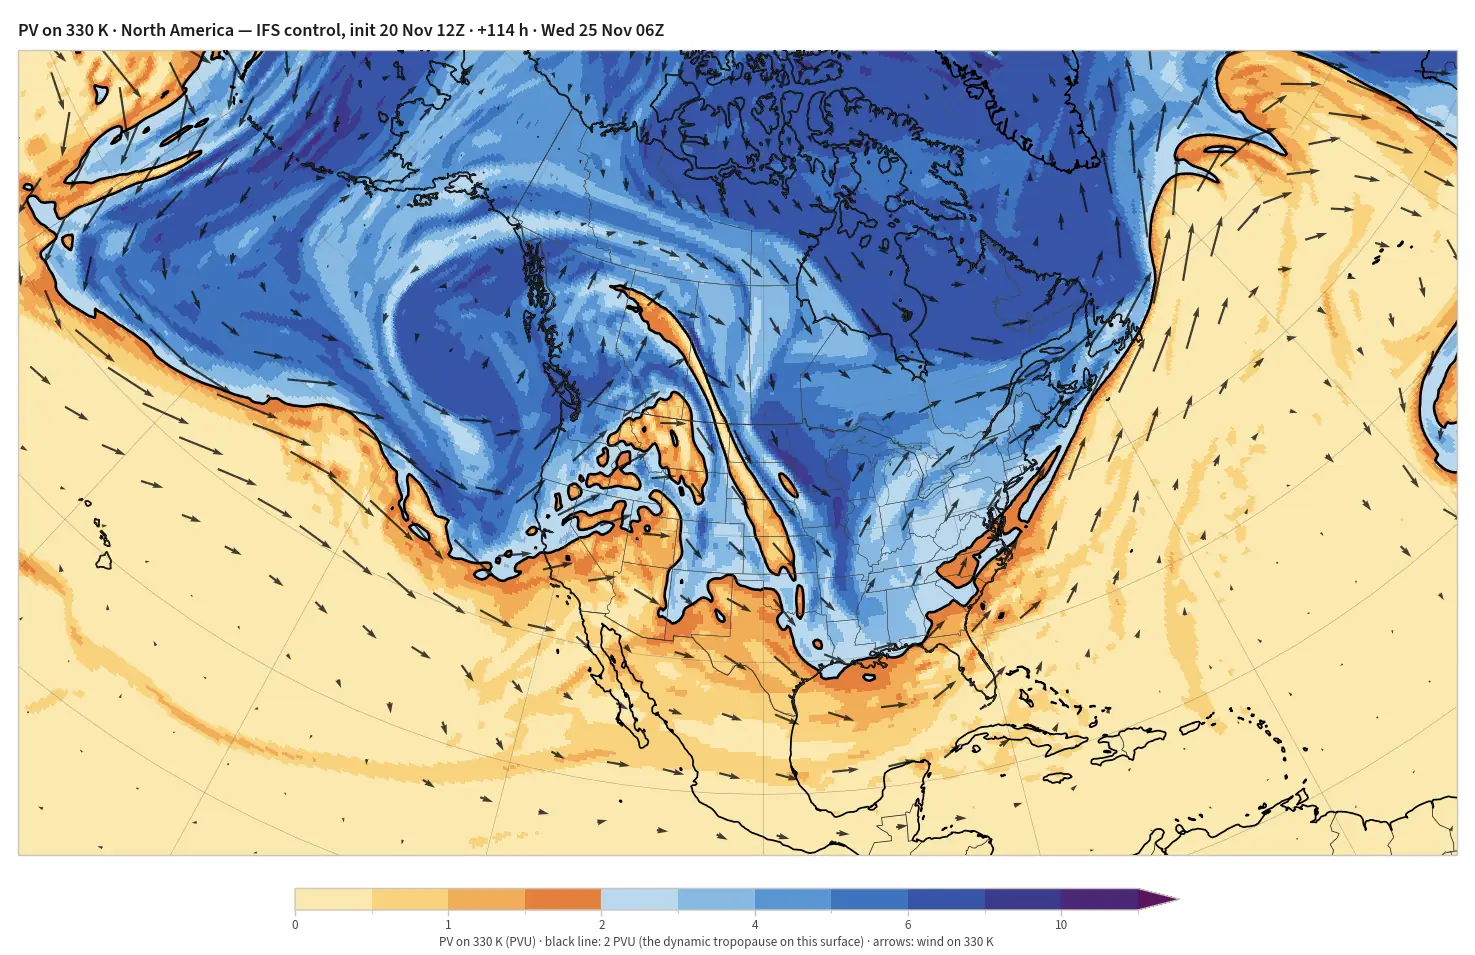 PV on 330 K · North America — IFS control, init 20 Nov 12Z · +114 h · Wed 25 Nov 06Z
0 1 2 4 6 10
PV on 330 K (PVU) · black line: 2 PVU (the dynamic tropopause on this surface) · arrows: wind on 330 K